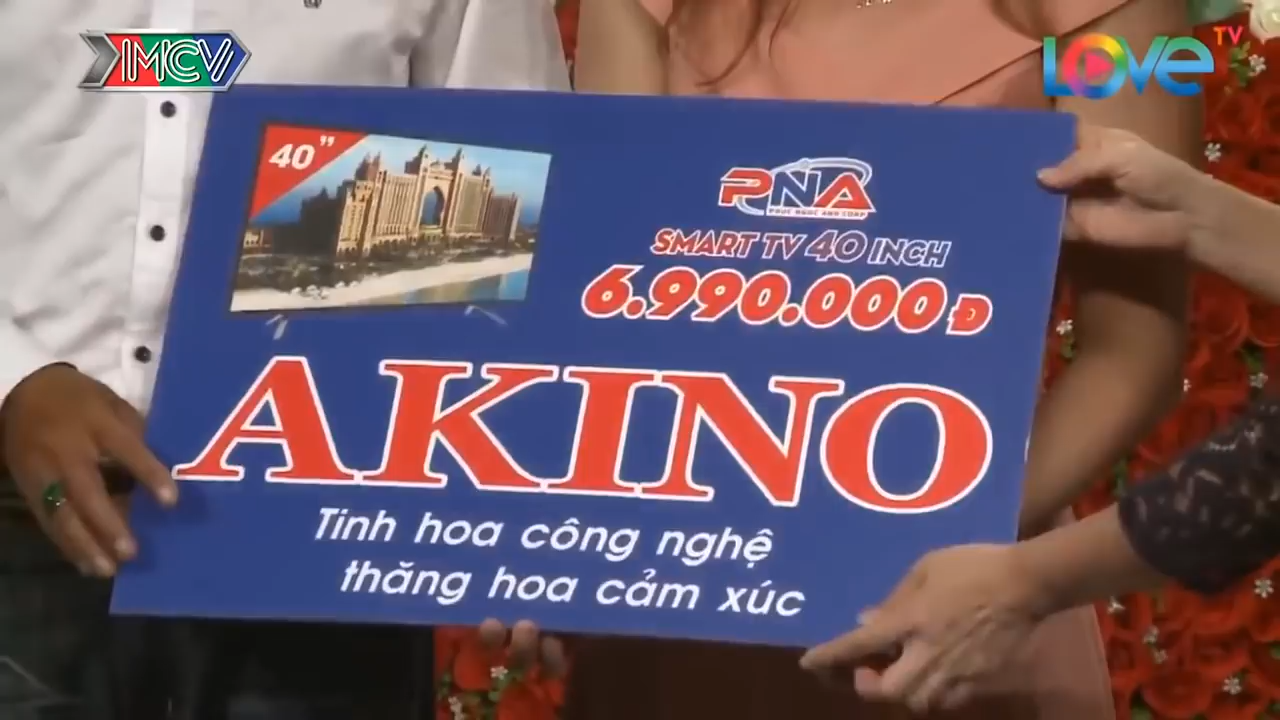 MCV
LOVE TV
40"
PNA
PHUC NGOC ANH CORP
SMART TV 40 INCH
6.990.000 Đ
AKINO
Tinh hoa công nghệ
thăng hoa cảm xúc